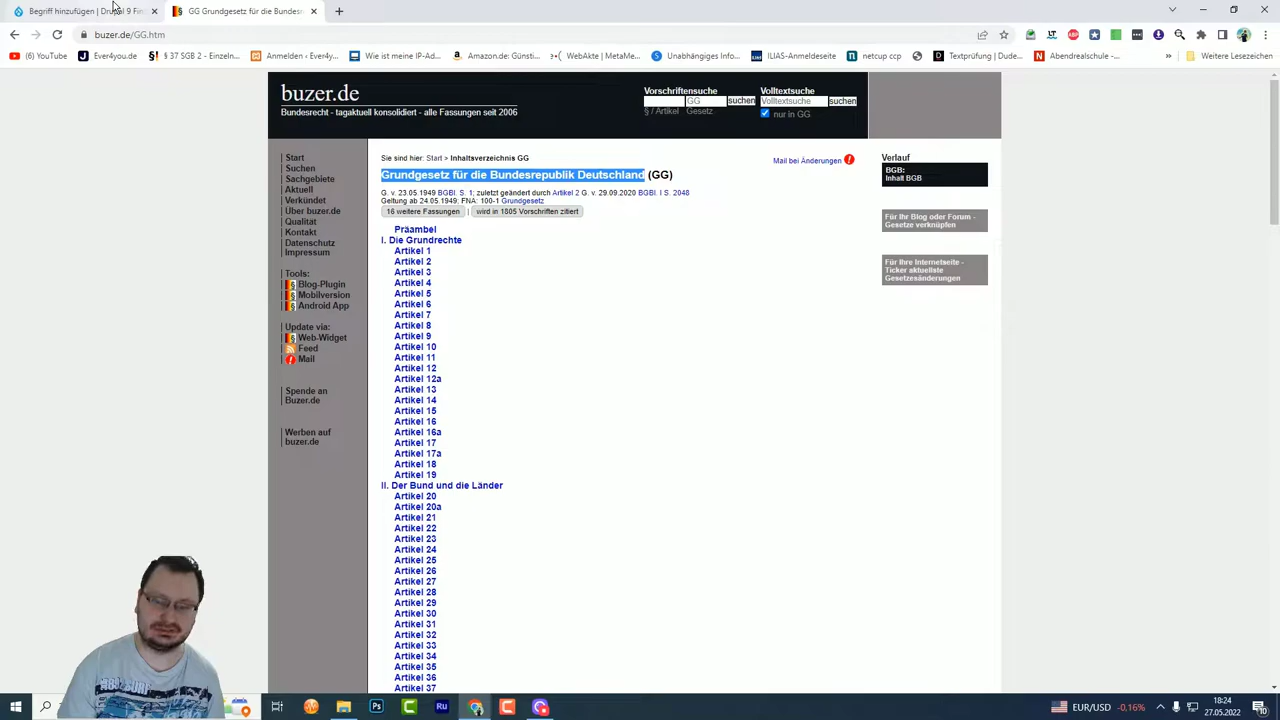 Begriff hinzufügen | Dru 9 Fir
GG Grundgesetz für die Bundesre
buzer.de/GG.htm
(6) YouTube
Ever4you.de
§ 37 SGB 2 - Einzeln...
Anmelden ‹ Ever4y...
Wie ist meine IP-Ad...
Amazon.de: Günsti...
WebAkte | MetaMe...
Unabhängiges Infor...
ILIAS-Anmeldeseite
netcup ccp
Textprüfung | Dude...
Abendrealschule -...
» Weitere Lesezeichen
buzer.de
Bundesrecht - tagaktuell konsolidiert - alle Fassungen seit 2006
Vorschriftensuche
GG suchen
§ / Artikel Gesetz
Volltextsuche
Volltextsuche suchen
nur in GG
Start
Suchen
Sachgebiete
Aktuell
Verkündet
Über buzer.de
Qualität
Kontakt
Datenschutz
Impressum
Tools:
Blog-Plugin
Mobilversion
Android App
Update via:
Web-Widget
Feed
Mail
Spende an
Buzer.de
Werben auf
buzer.de
Sie sind hier: Start > Inhaltsverzeichnis GG
Mail bei Änderungen
Grundgesetz für die Bundesrepublik Deutschland (GG)
G. v. 23.05.1949 BGBl. S. 1; zuletzt geändert durch Artikel 2 G. v. 29.09.2020 BGBl. I S. 2048
Geltung ab 24.05.1949; FNA: 100-1 Grundgesetz
16 weitere Fassungen | wird in 1805 Vorschriften zitiert
Präambel
I. Die Grundrechte
Artikel 1
Artikel 2
Artikel 3
Artikel 4
Artikel 5
Artikel 6
Artikel 7
Artikel 8
Artikel 9
Artikel 10
Artikel 11
Artikel 12
Artikel 12a
Artikel 13
Artikel 14
Artikel 15
Artikel 16
Artikel 16a
Artikel 17
Artikel 17a
Artikel 18
Artikel 19
II. Der Bund und die Länder
Artikel 20
Artikel 20a
Artikel 21
Artikel 22
Artikel 23
Artikel 24
Artikel 25
Artikel 26
Artikel 27
Artikel 28
Artikel 29
Artikel 30
Artikel 31
Artikel 32
Artikel 33
Artikel 34
Artikel 35
Artikel 36
Artikel 37
Verlauf
BGB:
Inhalt BGB
Für Ihr Blog oder Forum -
Gesetze verknüpfen
Für Ihre Internetseite -
Ticker aktuellste
Gesetzesänderungen
EUR/USD -0,16%
18:24
27.05.2022